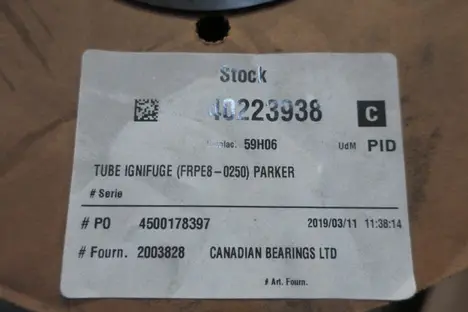 Stock
40223938 C
59H06 UdM PID
TUBE IGNIFUGE (FRPE8-0250) PARKER
# Serie
# PO 4500178397 2019/03/11 11:38:14
# Fourn. 2003828 CANADIAN BEARINGS LTD
# Art. Fourn.